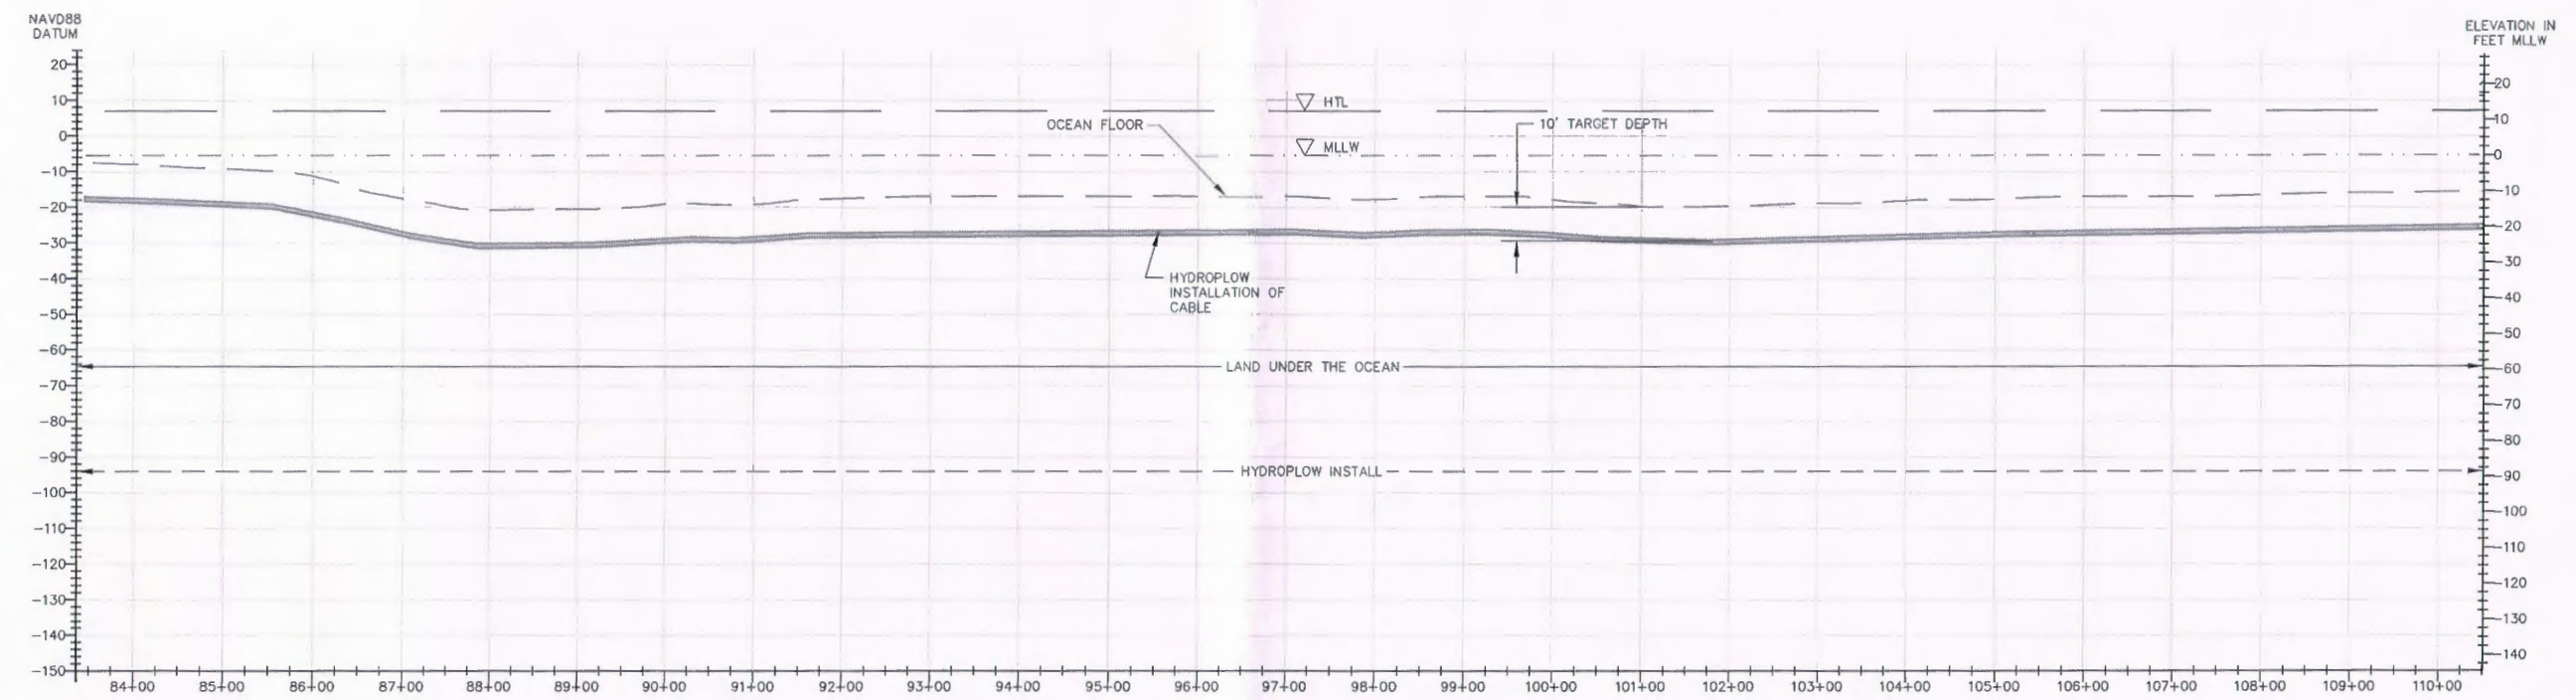 NAVD88
DATUM
ELEVATION IN
FEET MLLW
20
10
0
-10
-20
-30
-40
-50
-60
-70
-80
-90
-100
-110
-120
-130
-140
-150
HTL
OCEAN FLOOR
10' TARGET DEPTH
MLLW
HYDROPLOW
INSTALLATION OF
CABLE
LAND UNDER THE OCEAN
HYDROPLOW INSTALL
20
10
0
-10
-20
-30
-40
-50
-60
-70
-80
-90
-100
-110
-120
-130
-140
84+00 85+00 86+00 87+00 88+00 89+00 90+00 91+00 92+00 93+00 94+00 95+00 96+00 97+00 98+00 99+00 100+00 101+00 102+00 103+00 104+00 105+00 106+00 107+00 108+00 109+00 110+00